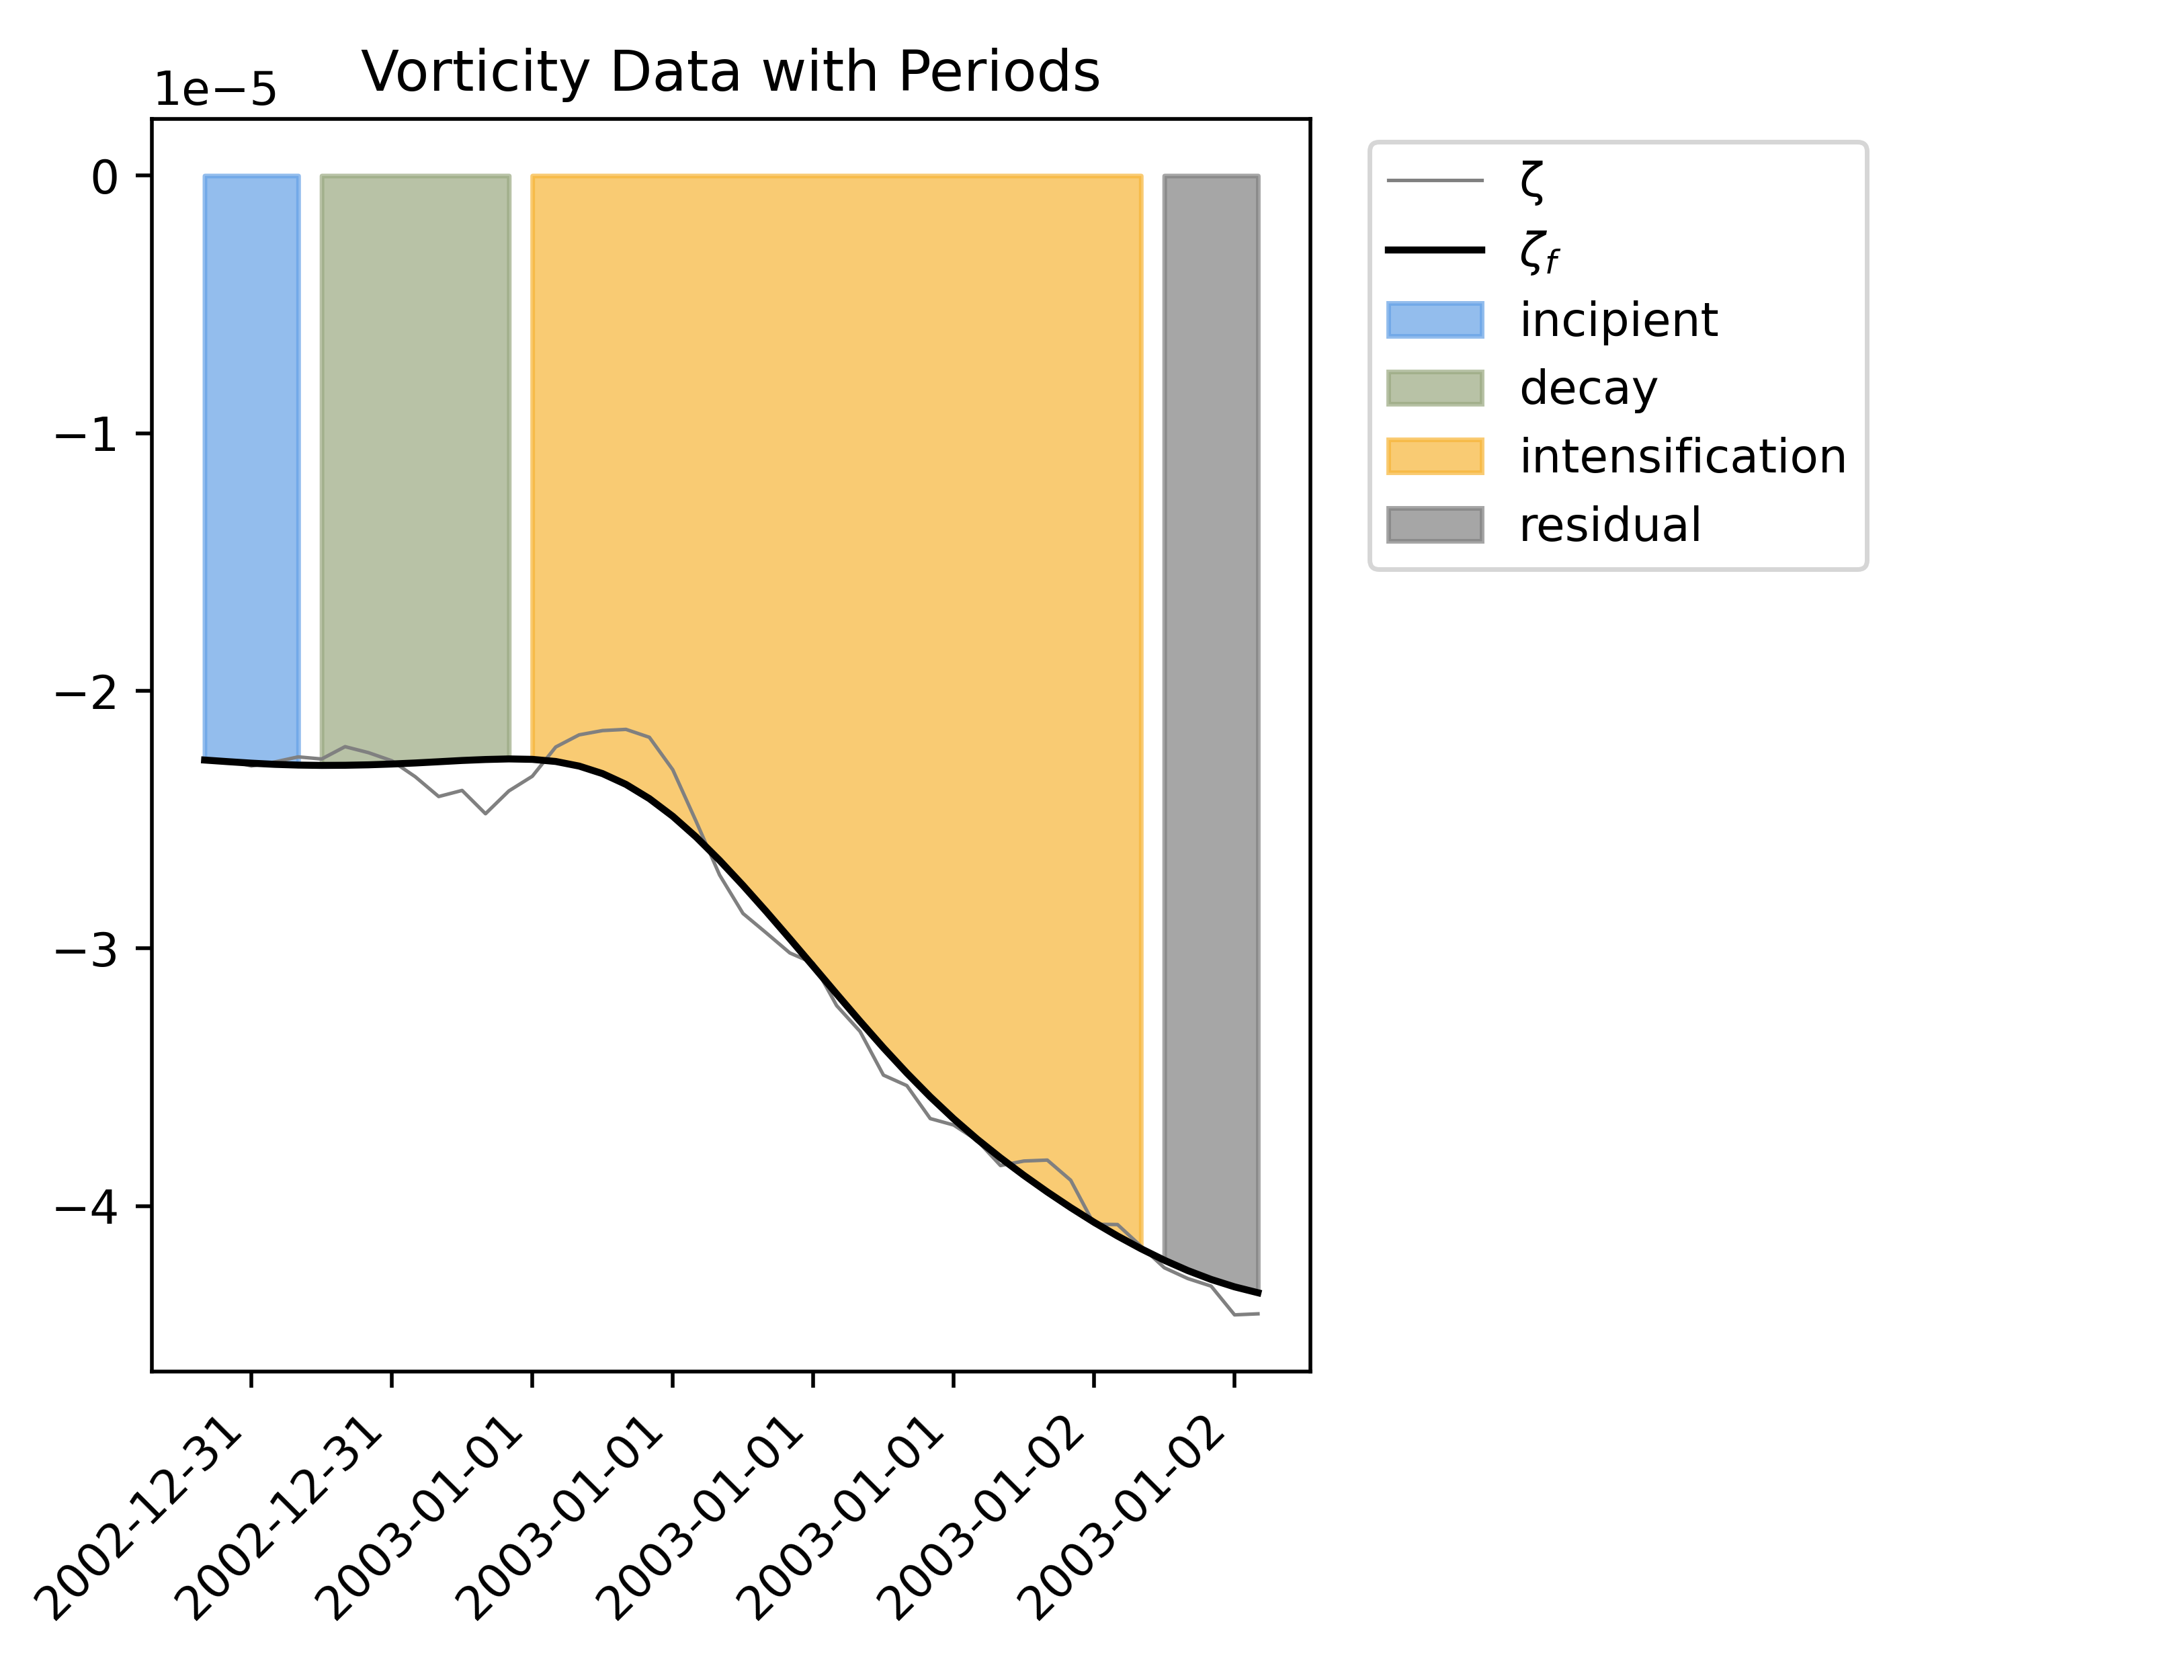 Vorticity Data with Periods
1e−5
0
−1
−2
−3
−4
2002-12-31
2002-12-31
2003-01-01
2003-01-01
2003-01-01
2003-01-01
2003-01-02
2003-01-02
ζ
ζf
incipient
decay
intensification
residual